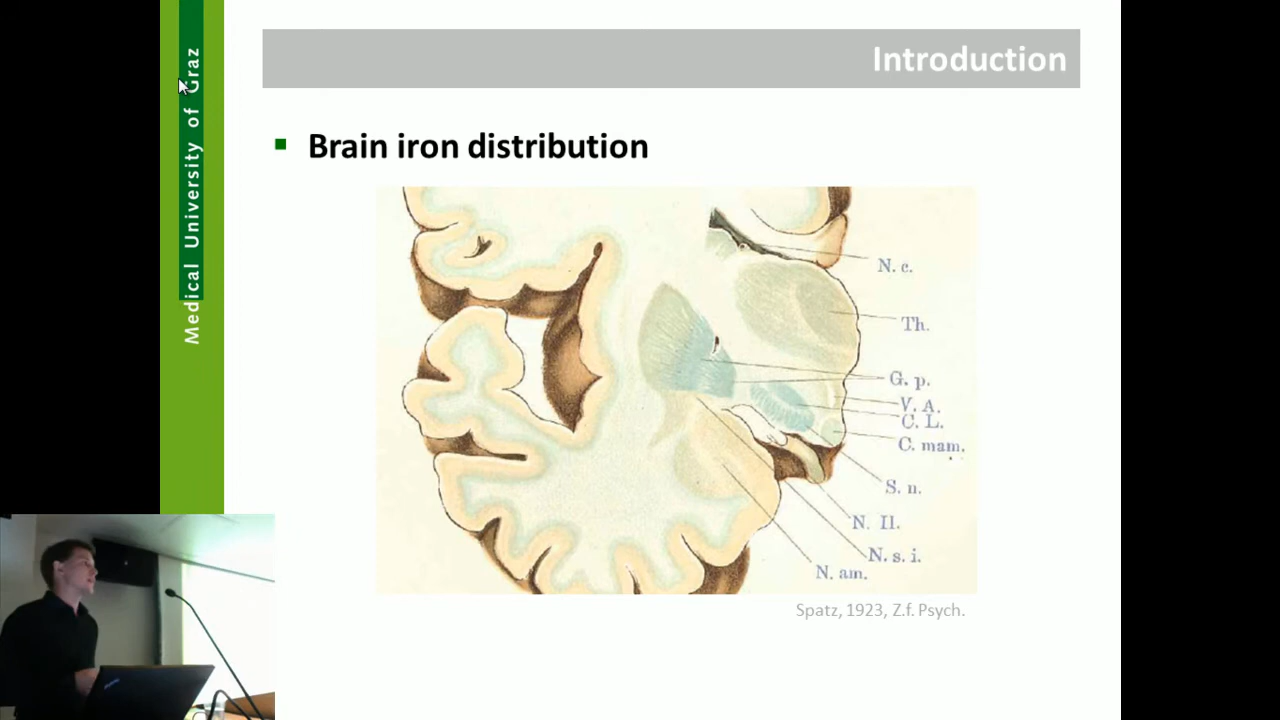 Medical University of Graz
Introduction
Brain iron distribution
N. c.
Th.
G. p.
V. A.
C. L.
C. mam.
S. n.
N. II.
N. s. i.
N. am.
Spatz, 1923, Z.f. Psych.